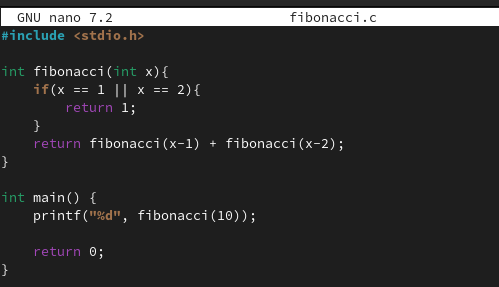 GNU nano 7.2 fibonacci.c
#include <stdio.h>
int fibonacci(int x){
    if(x == 1 || x == 2){
        return 1;
    }
    return fibonacci(x-1) + fibonacci(x-2);
}
int main() {
    printf("%d", fibonacci(10));
    return 0;
}